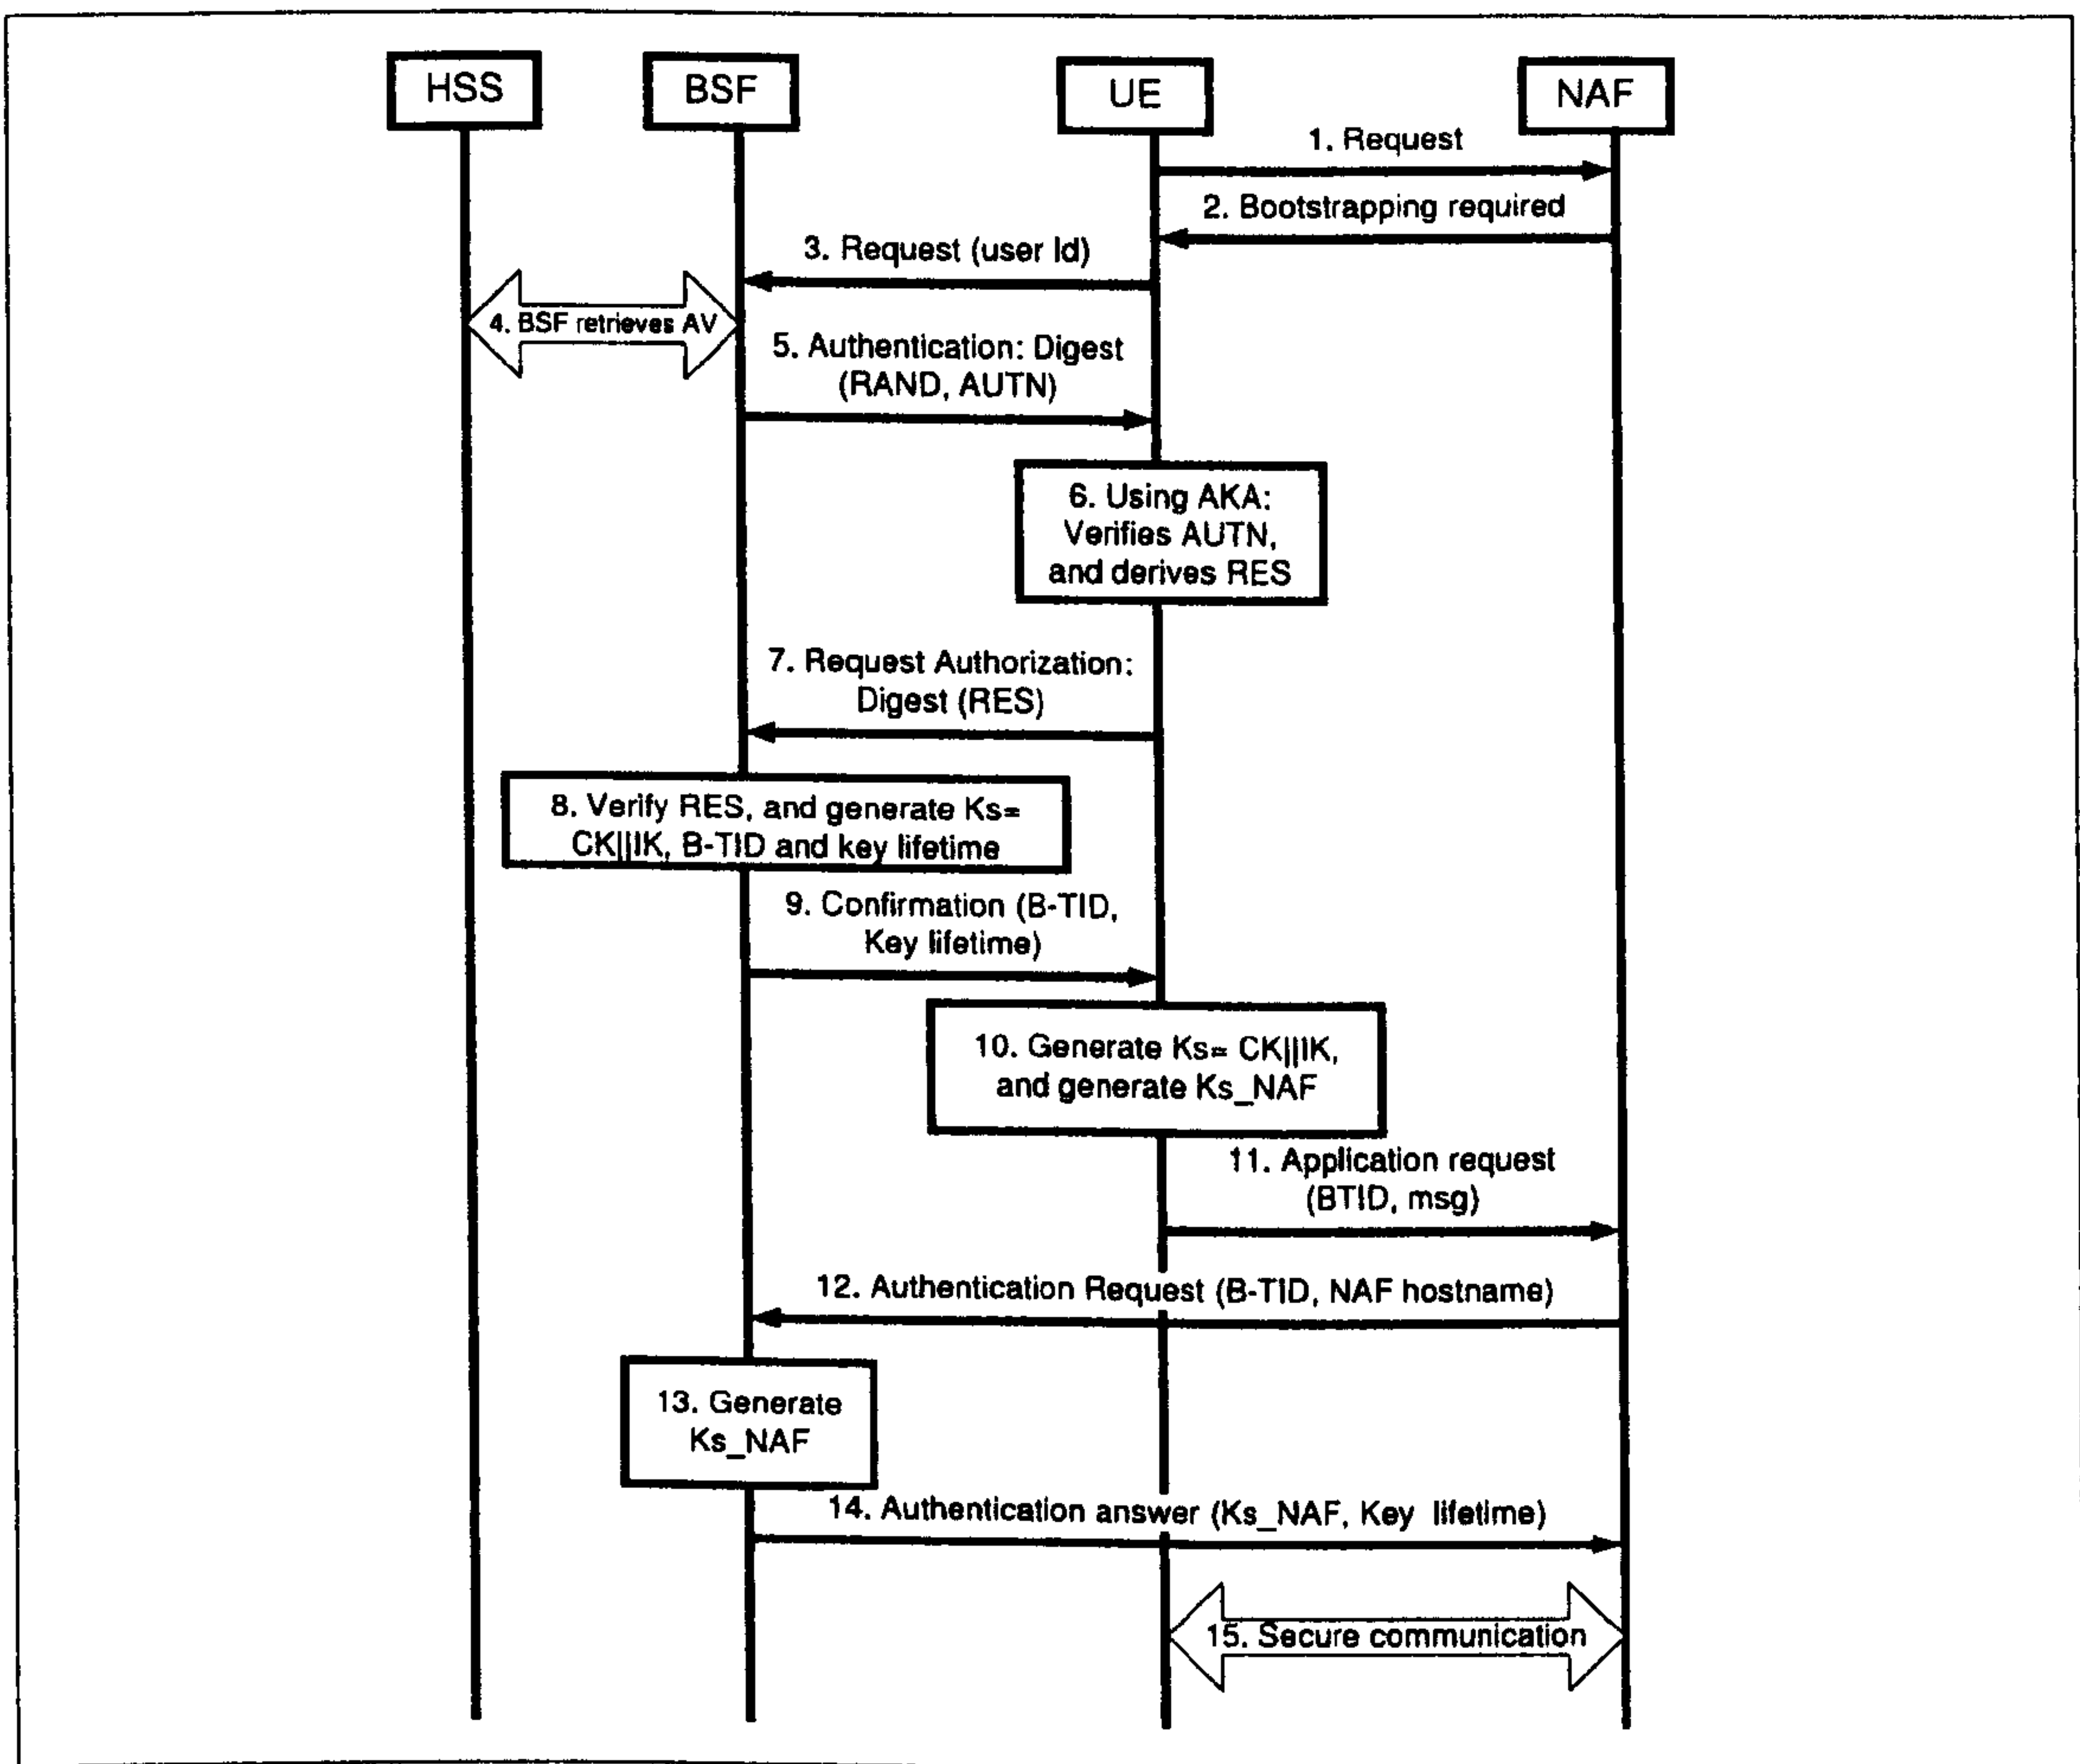 HSS
BSF
UE
NAF
1. Request
2. Bootstrapping required
3. Request (user Id)
4. BSF retrieves AV
5. Authentication: Digest
(RAND, AUTN)
6. Using AKA:
Verifies AUTN,
and derives RES
7. Request Authorization:
Digest (RES)
8. Verify RES, and generate Ks=
CK||IK, B-TID and key lifetime
9. Confirmation (B-TID,
Key lifetime)
10. Generate Ks= CK||IK,
and generate Ks_NAF
11. Application request
(BTID, msg)
12. Authentication Request (B-TID, NAF hostname)
13. Generate
Ks_NAF
14. Authentication answer (Ks_NAF, Key lifetime)
15. Secure communication